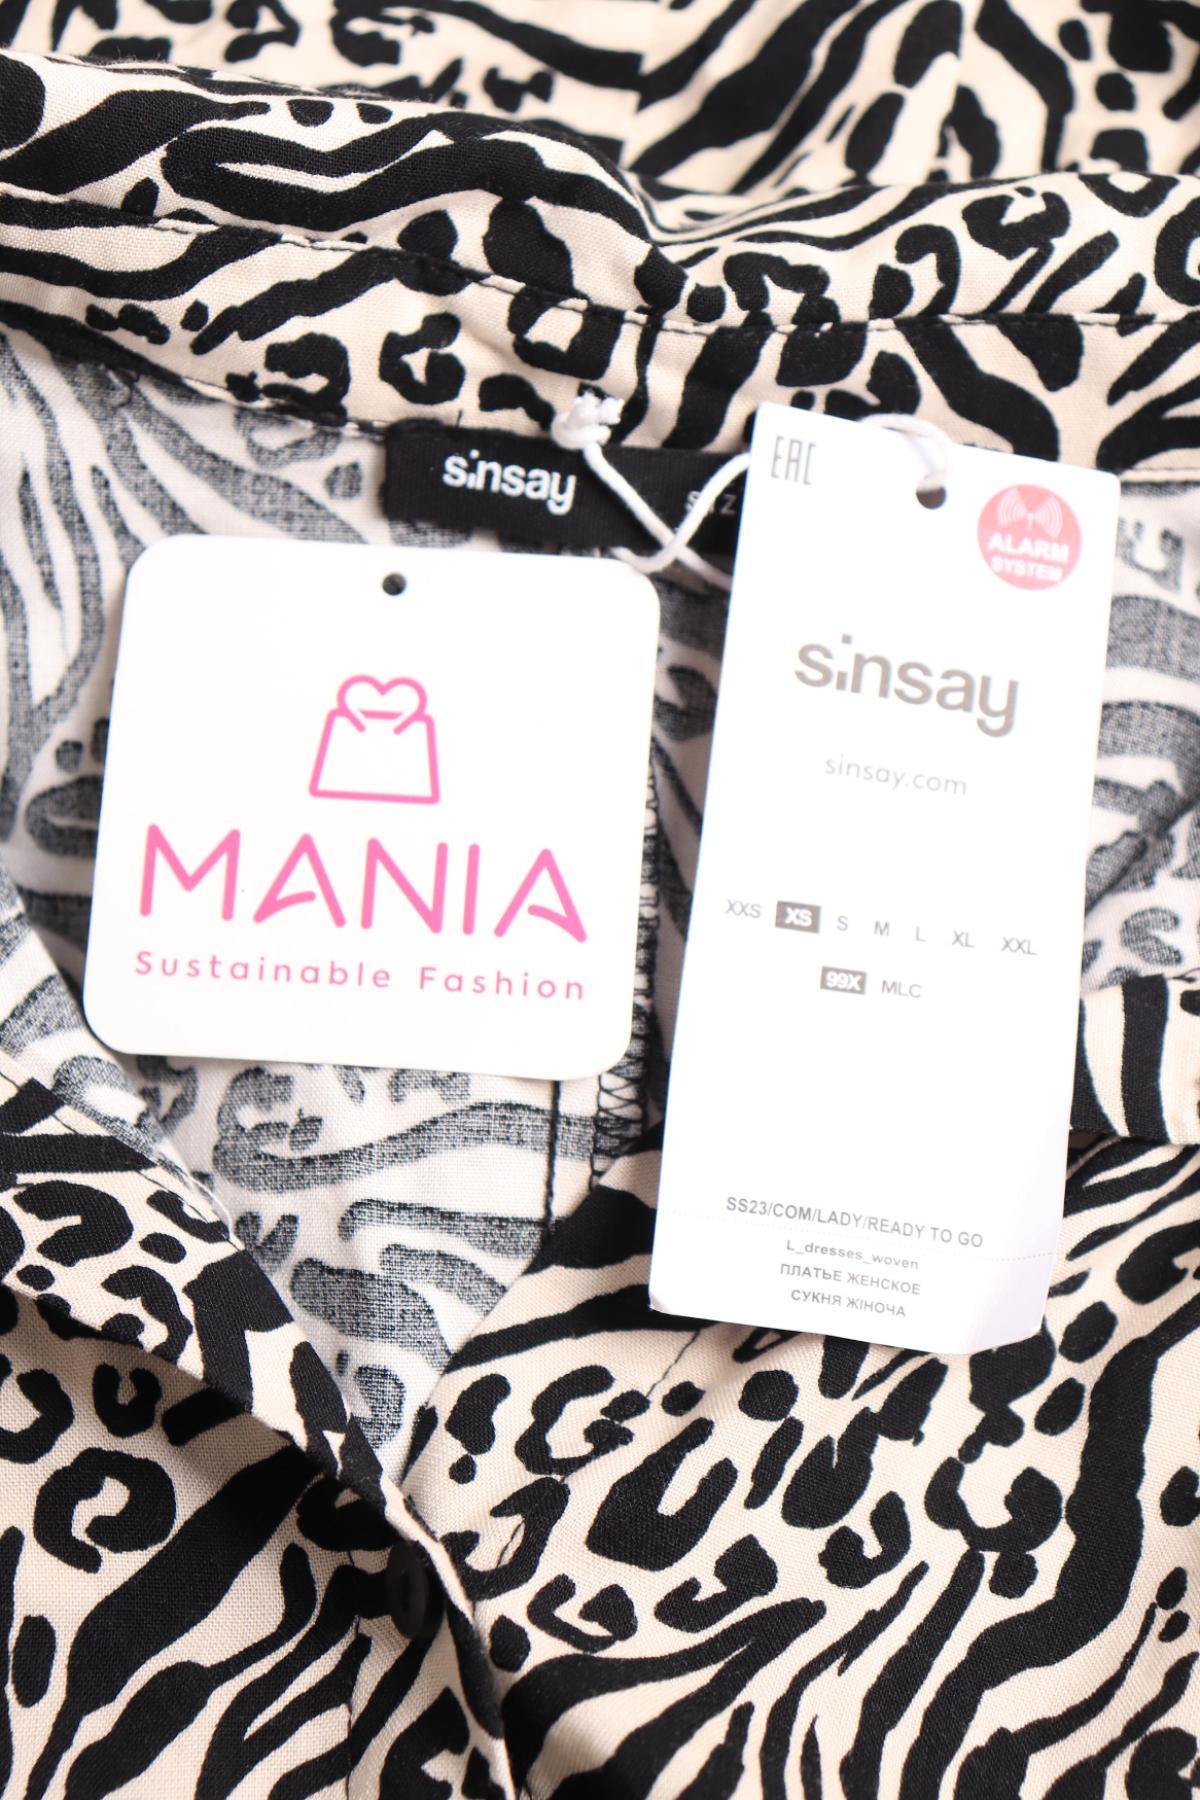 sinsay
EAC
ALARM
SYSTEM
sinsay
sinsay.com
XXS XS S M L XL XXL
99X MLC
SS23/COM/LADY/READY TO GO
L_dresses_woven
ПЛАТЬЕ ЖЕНСКОЕ
СУКНЯ ЖІНОЧА
MANIA
Sustainable Fashion